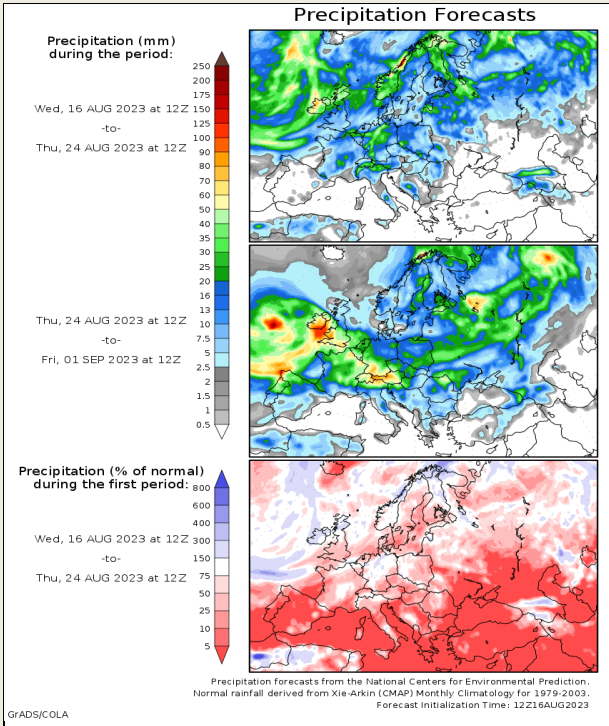 Precipitation Forecasts
Precipitation (mm)
during the period:
Wed, 16 AUG 2023 at 12Z
-to-
Thu, 24 AUG 2023 at 12Z
250
200
175
150
125
100
90
80
70
60
50
40
35
30
25
20
16
13
10
7.5
5
2.5
2
1.5
1
0.5
Thu, 24 AUG 2023 at 12Z
-to-
Fri, 01 SEP 2023 at 12Z
Precipitation (% of normal)
during the first period:
Wed, 16 AUG 2023 at 12Z
-to-
Thu, 24 AUG 2023 at 12Z
800
600
400
300
150
75
50
25
10
5
Precipitation forecasts from the National Centers for Environmental Prediction.
Normal rainfall derived from Xie-Arkin (CMAP) Monthly Climatology for 1979-2003.
Forecast Initialization Time: 12Z16AUG2023
GrADS/COLA